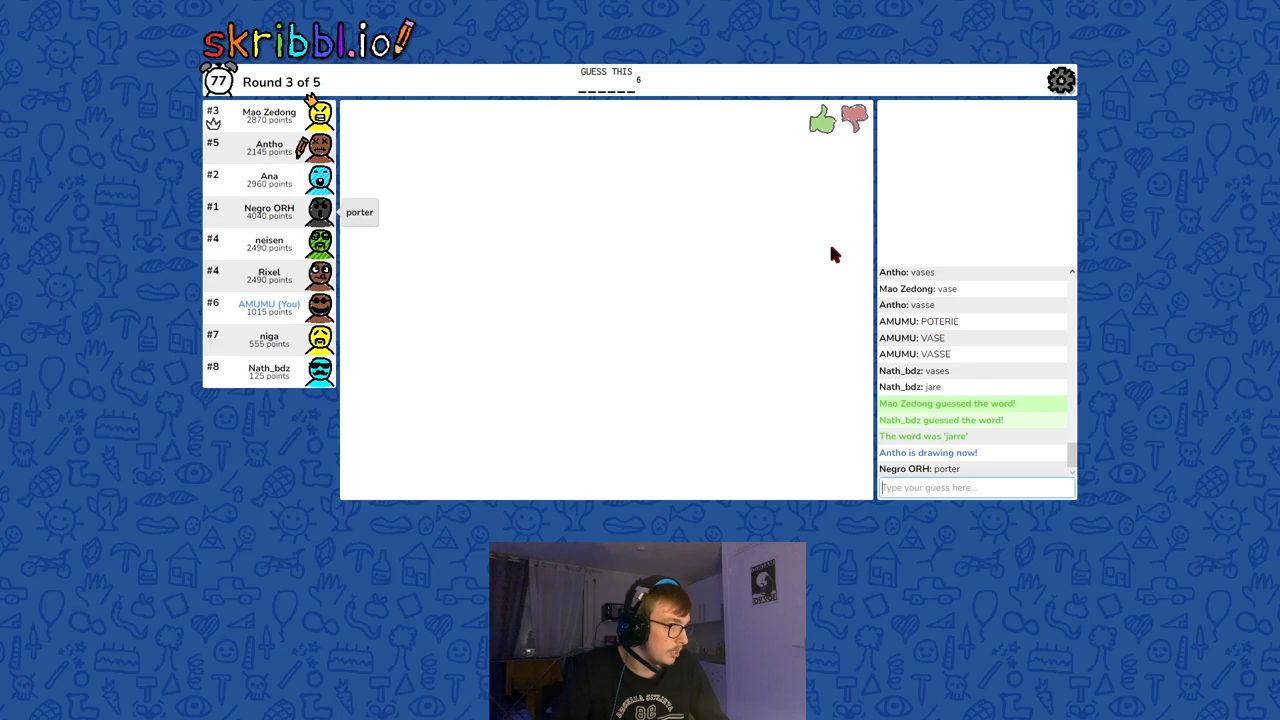 skribbl.io
77
Round 3 of 5
GUESS THIS
______ 6
#3
Mao Zedong
2870 points
#5
Antho
2145 points
#2
Ana
2960 points
#1
Negro ORH
4040 points
#4
neisen
2490 points
#4
Rixel
2490 points
#6
AMUMU (You)
1015 points
#7
niga
555 points
#8
Nath_bdz
125 points
porter
Antho: vases
Mao Zedong: vase
Antho: vasse
AMUMU: POTERIE
AMUMU: VASE
AMUMU: VASSE
Nath_bdz: vases
Nath_bdz: jare
Mao Zedong guessed the word!
Nath_bdz guessed the word!
The word was 'jarre'
Antho is drawing now!
Negro ORH: porter
Type your guess here...